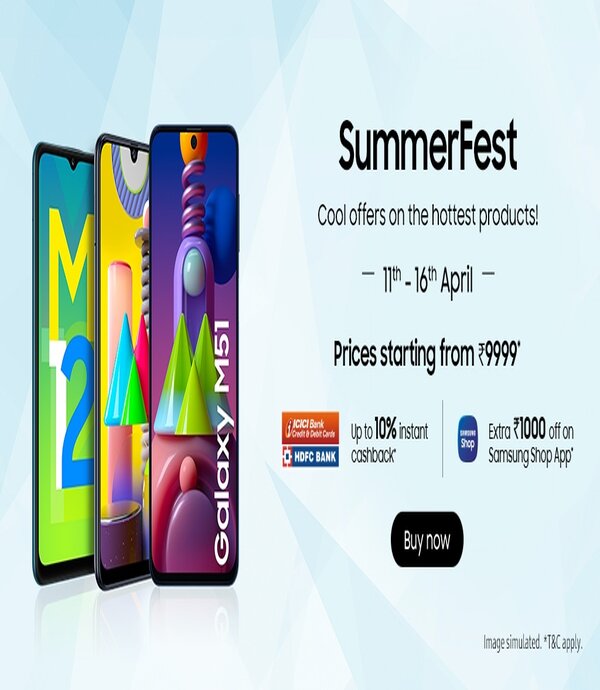 SummerFest
Cool offers on the hottest products!
11th - 16th April
Prices starting from ₹9999*
ICICI Bank
Credit & Debit Cards
HDFC BANK
Up to 10% instant
cashback*
SAMSUNG
Shop
Extra ₹1000 off on
Samsung Shop App*
Buy now
M
12
Galaxy M51
Image simulated. *T&C apply.